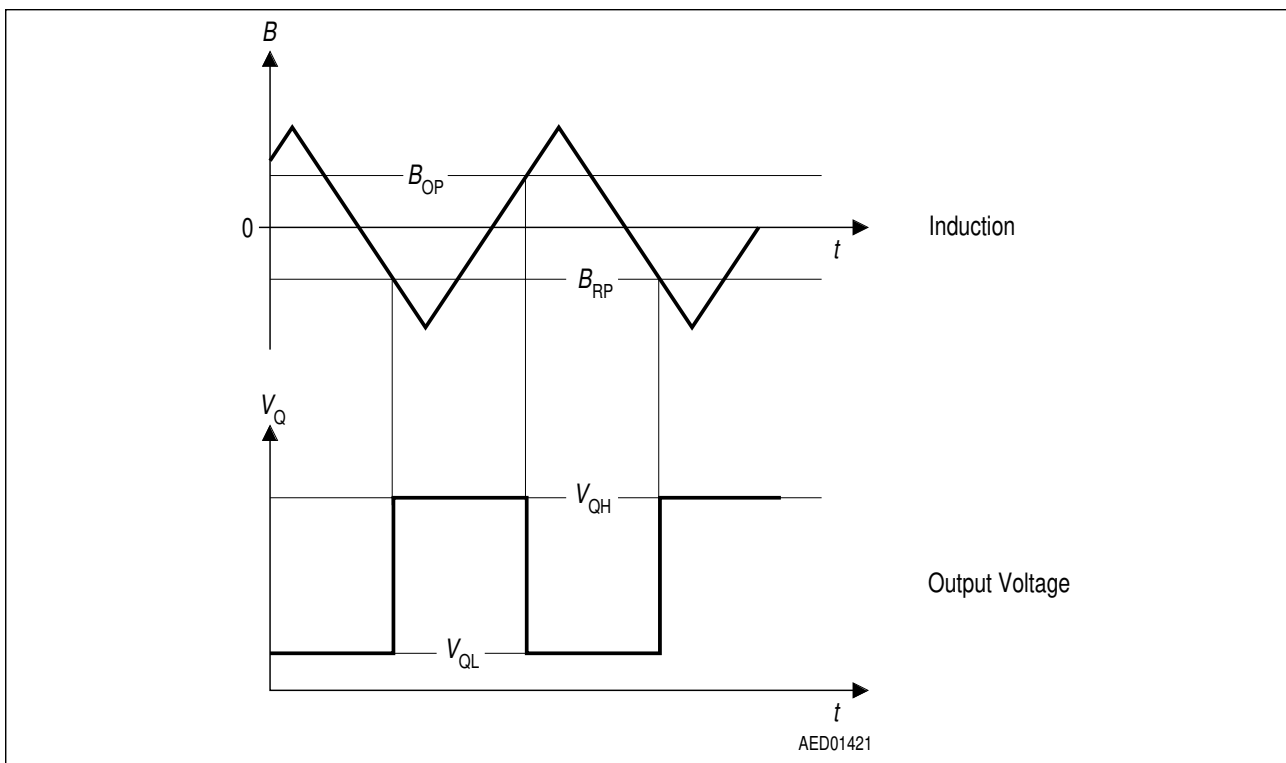 B
B_OP
0
t
Induction
B_RP
V_Q
V_QH
Output Voltage
V_QL
t
AED01421